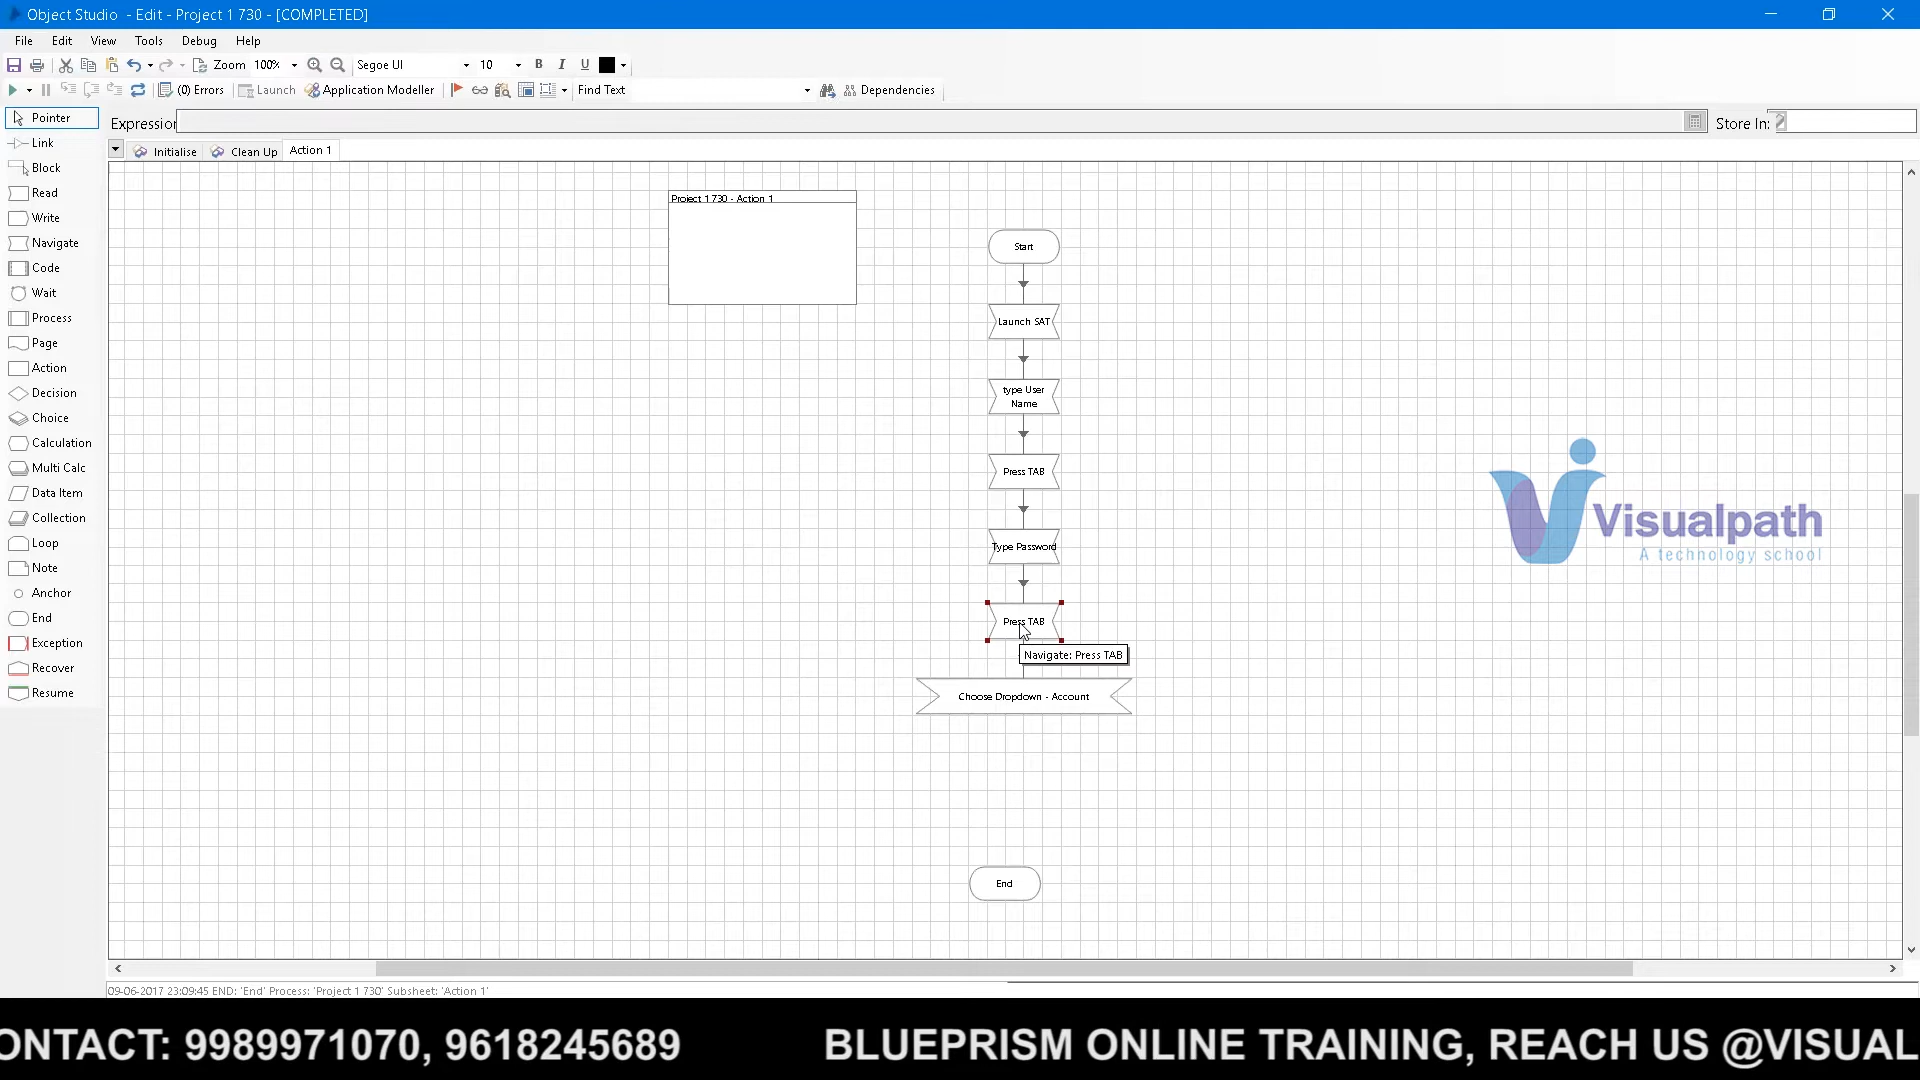 Object Studio - Edit - Project 1 730 - [COMPLETED]
File Edit View Tools Debug Help
Zoom 100% Segoe UI 10 B I U
(0) Errors Launch Application Modeller Find Text Dependencies
Expression Store In:
Initialise Clean Up Action 1
Pointer
Link
Block
Read
Write
Navigate
Code
Wait
Process
Page
Action
Decision
Choice
Calculation
Multi Calc
Data Item
Collection
Loop
Note
Anchor
End
Exception
Recover
Resume
Project 1 730 - Action 1
Start
Launch SAT
type User
Name
Press TAB
Type Password
Press TAB
Navigate: Press TAB
Choose Dropdown - Account
End
Visualpath
A technology school
09-06-2017 23:09:45 END: 'End' Process: 'Project 1 730' Subsheet: 'Action 1'
ONTACT: 9989971070, 9618245689 BLUEPRISM ONLINE TRAINING, REACH US @VISUAL